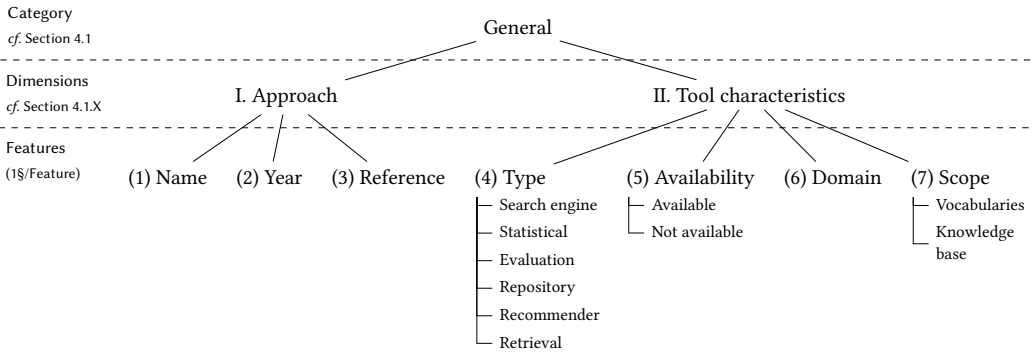 Category
cf. Section 4.1
General
Dimensions
cf. Section 4.1.X
I. Approach
II. Tool characteristics
Features
(1§/Feature)
(1) Name
(2) Year
(3) Reference
(4) Type
(5) Availability
(6) Domain
(7) Scope
Search engine
Statistical
Evaluation
Repository
Recommender
Retrieval
Available
Not available
Vocabularies
Knowledge
base